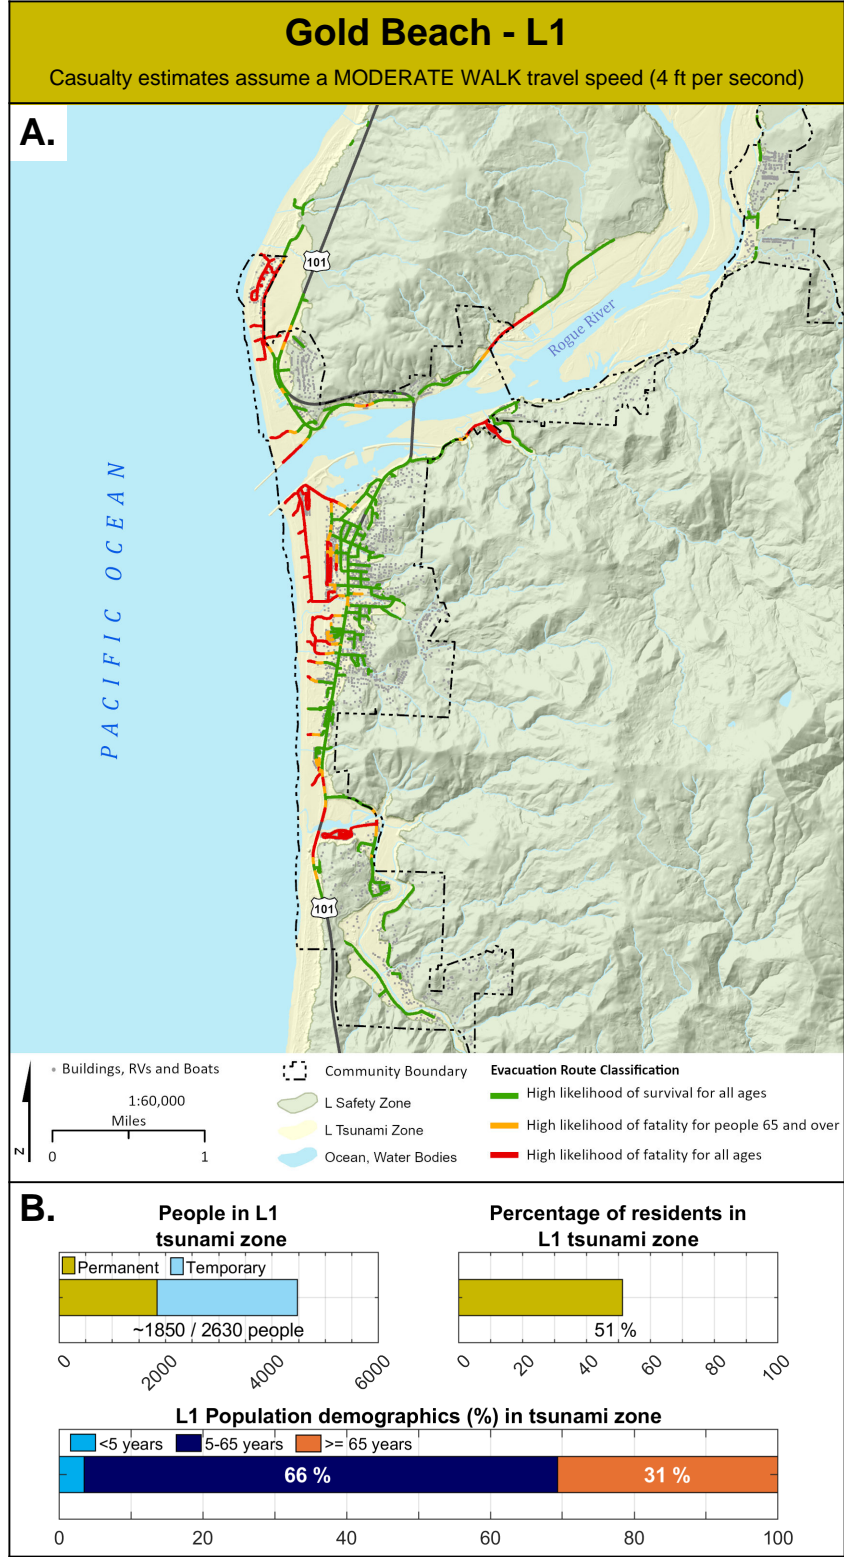 Gold Beach - L1
Casualty estimates assume a MODERATE WALK travel speed (4 ft per second)
A.
101
Rogue River
PACIFIC OCEAN
101
Buildings, RVs and Boats
1:60,000
Miles
0 1
N
Community Boundary
L Safety Zone
L Tsunami Zone
Ocean, Water Bodies
Evacuation Route Classification
High likelihood of survival for all ages
High likelihood of fatality for people 65 and over
High likelihood of fatality for all ages
B.
People in L1
tsunami zone
Permanent Temporary
~1850 / 2630 people
0 2000 4000 6000
Percentage of residents in
L1 tsunami zone
51 %
0 20 40 60 80 100
L1 Population demographics (%) in tsunami zone
<5 years 5-65 years >= 65 years
66 % 31 %
0 20 40 60 80 100